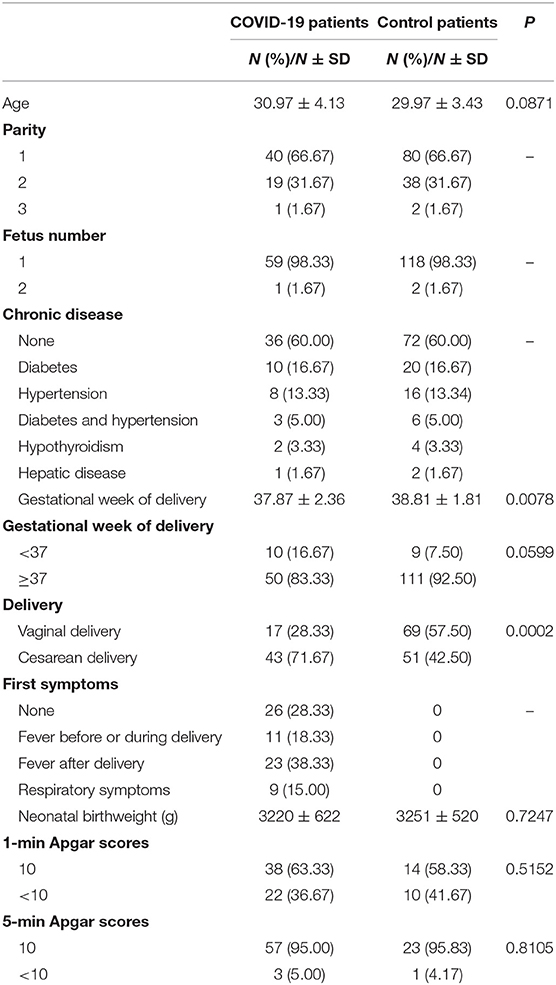 COVID-19 patients Control patients P
N (%)/N ± SD N (%)/N ± SD
Age 30.97 ± 4.13 29.97 ± 3.43 0.0871
Parity
1 40 (66.67) 80 (66.67) –
2 19 (31.67) 38 (31.67)
3 1 (1.67) 2 (1.67)
Fetus number
1 59 (98.33) 118 (98.33) –
2 1 (1.67) 2 (1.67)
Chronic disease
None 36 (60.00) 72 (60.00) –
Diabetes 10 (16.67) 20 (16.67)
Hypertension 8 (13.33) 16 (13.34)
Diabetes and hypertension 3 (5.00) 6 (5.00)
Hypothyroidism 2 (3.33) 4 (3.33)
Hepatic disease 1 (1.67) 2 (1.67)
Gestational week of delivery 37.87 ± 2.36 38.81 ± 1.81 0.0078
Gestational week of delivery
<37 10 (16.67) 9 (7.50) 0.0599
≥37 50 (83.33) 111 (92.50)
Delivery
Vaginal delivery 17 (28.33) 69 (57.50) 0.0002
Cesarean delivery 43 (71.67) 51 (42.50)
First symptoms
None 26 (28.33) 0 –
Fever before or during delivery 11 (18.33) 0
Fever after delivery 23 (38.33) 0
Respiratory symptoms 9 (15.00) 0
Neonatal birthweight (g) 3220 ± 622 3251 ± 520 0.7247
1-min Apgar scores
10 38 (63.33) 14 (58.33) 0.5152
<10 22 (36.67) 10 (41.67)
5-min Apgar scores
10 57 (95.00) 23 (95.83) 0.8105
<10 3 (5.00) 1 (4.17)